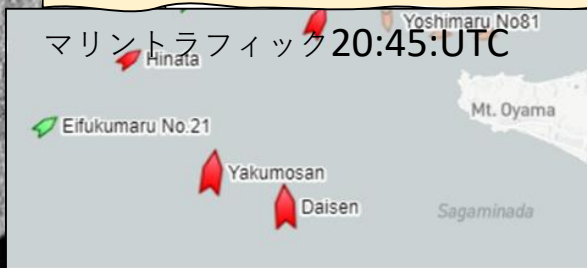 Yoshimaru No81
マリントラフィック20:45:UTC
Hinata
Mt. Oyama
Eifukumaru No.21
Yakumosan
Daisen
Sagaminada